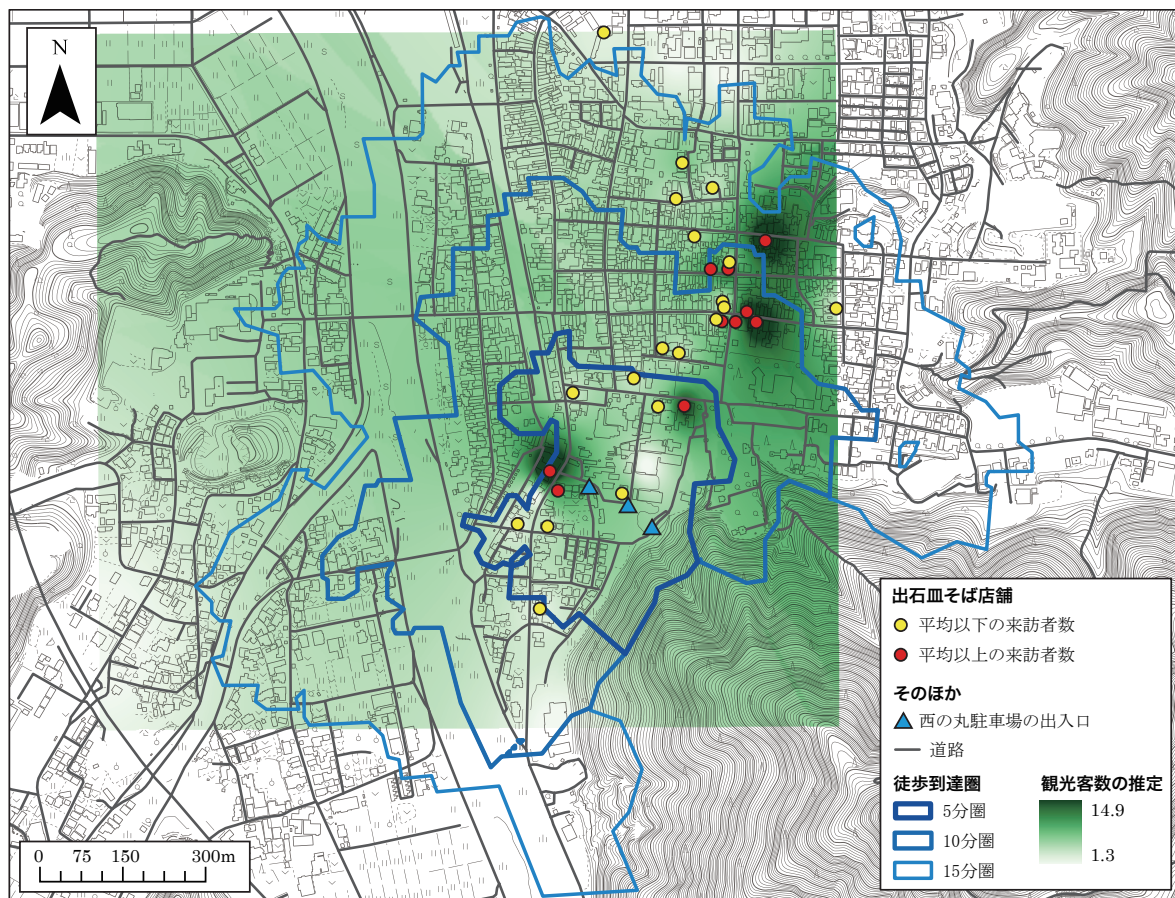 N
出石皿そば店舗
平均以下の来訪者数
平均以上の来訪者数
そのほか
西の丸駐車場の出入口
道路
徒歩到達圏
5分圏
10分圏
15分圏
観光客数の推定
14.9
1.3
0 75 150 300m